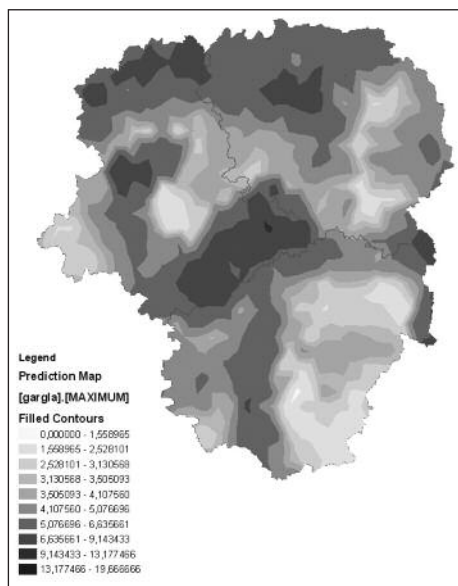 Legend
Prediction Map
[gargla].[MAXIMUM]
Filled Contours
0,000000 - 1,558965
1,558965 - 2,528101
2,528101 - 3,130568
3,130568 - 3,505093
3,505093 - 4,107560
4,107560 - 5,076696
5,076696 - 6,635661
6,635661 - 9,143433
9,143433 - 13,177466
13,177466 - 19,666666